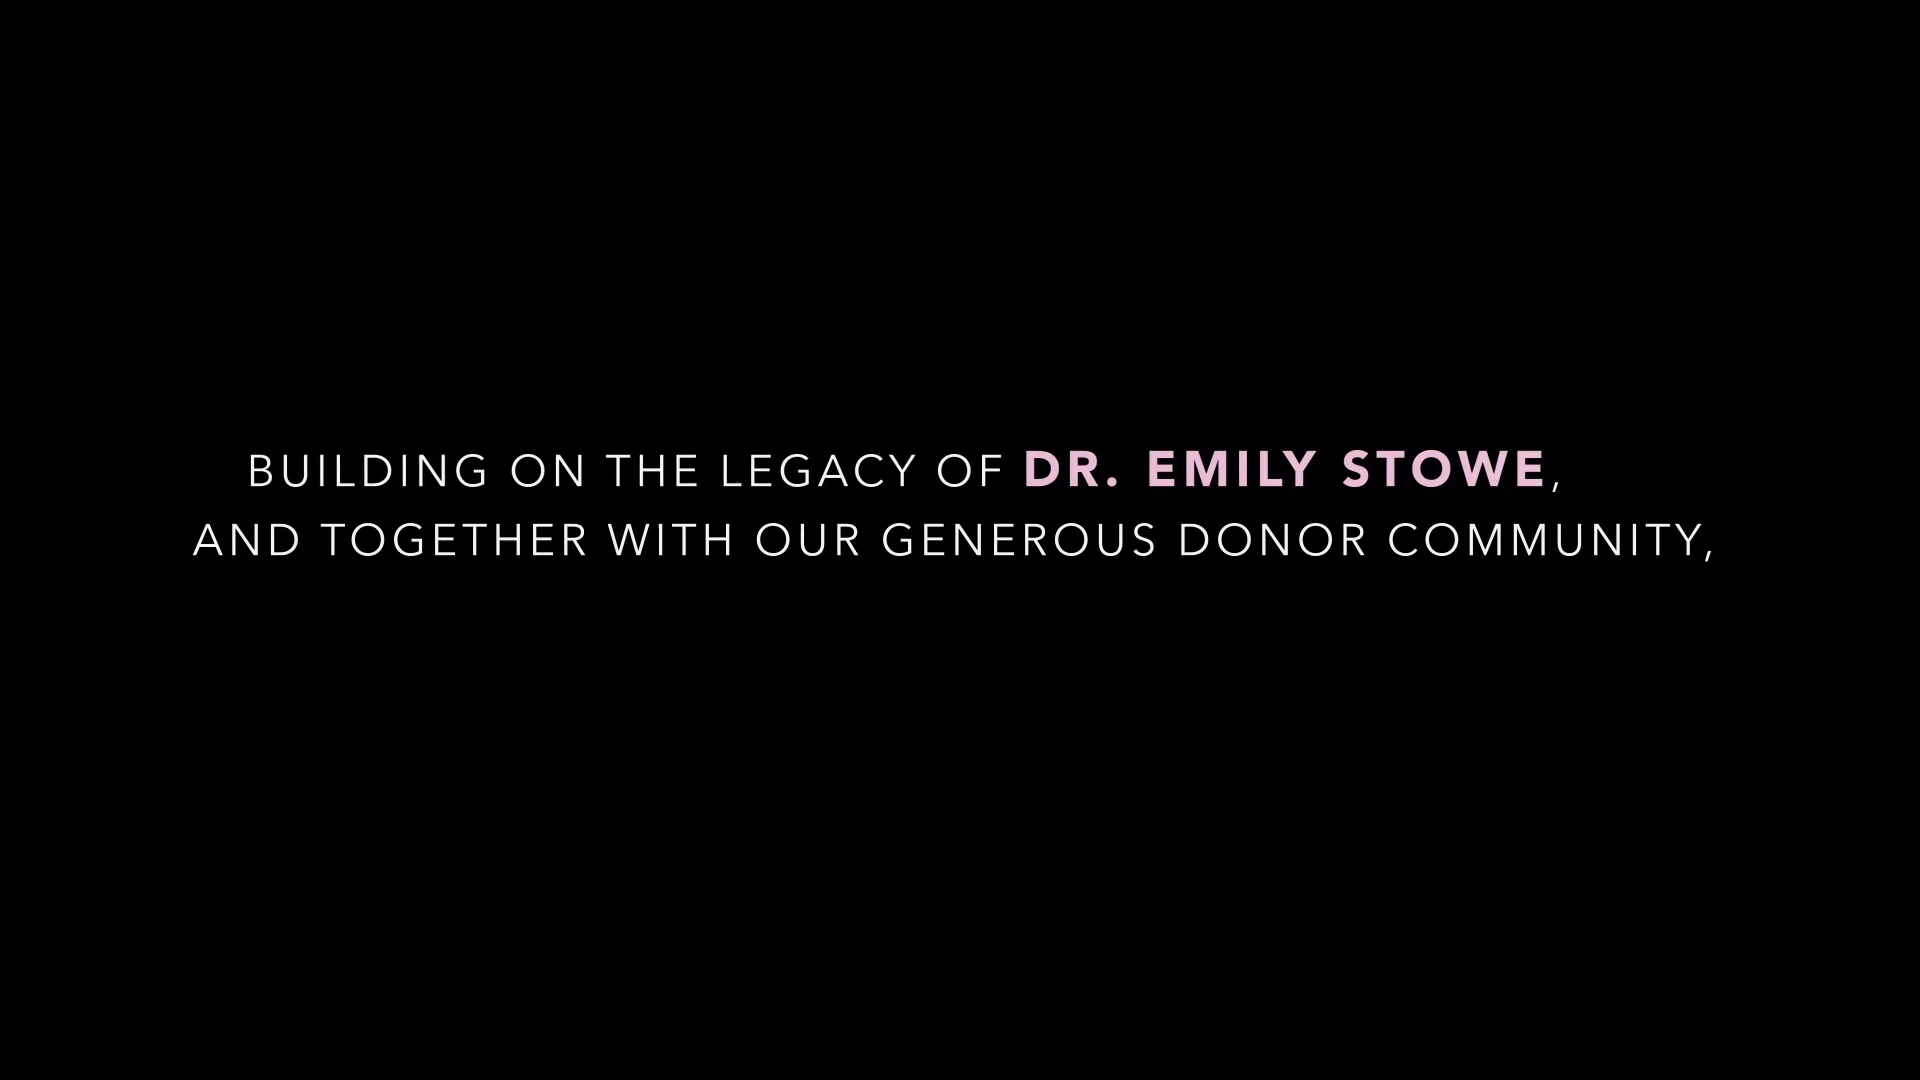 BUILDING ON THE LEGACY OF DR. EMILY STOWE,
AND TOGETHER WITH OUR GENEROUS DONOR COMMUNITY,